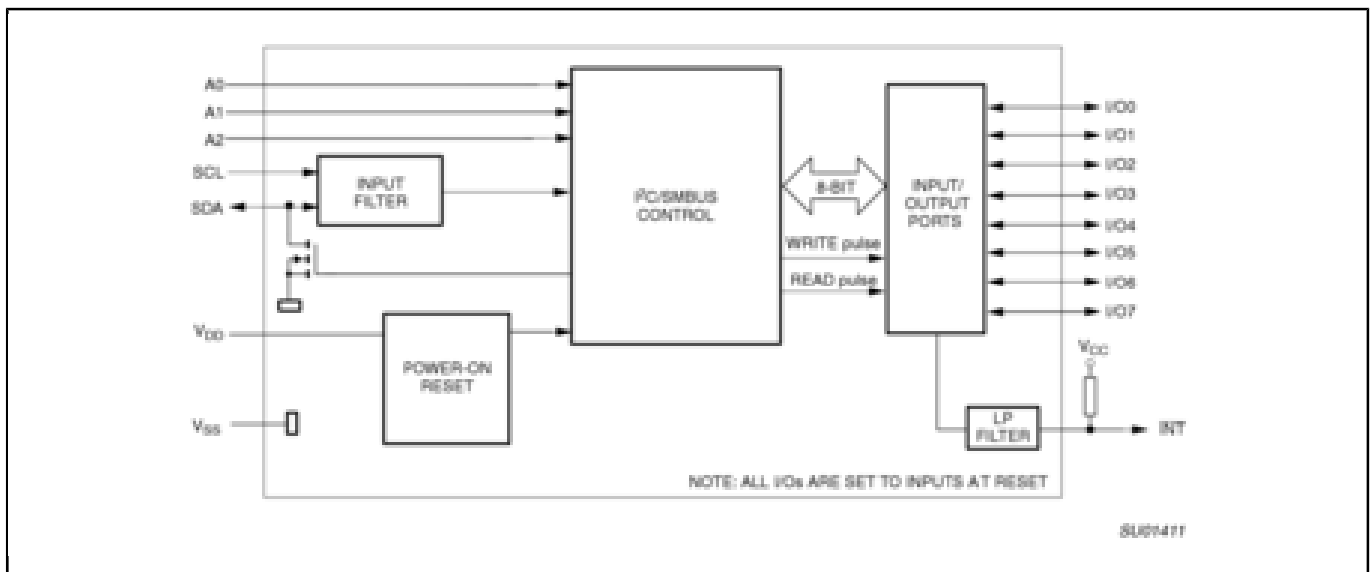 A0
A1
A2
SCL
SDA
INPUT
FILTER
I²C/SMBUS
CONTROL
8-BIT
WRITE pulse
READ pulse
INPUT/
OUTPUT
PORTS
I/O0
I/O1
I/O2
I/O3
I/O4
I/O5
I/O6
I/O7
VDD
POWER-ON
RESET
VSS
VCC
LP
FILTER
INT
NOTE: ALL I/Os ARE SET TO INPUTS AT RESET
SU01411